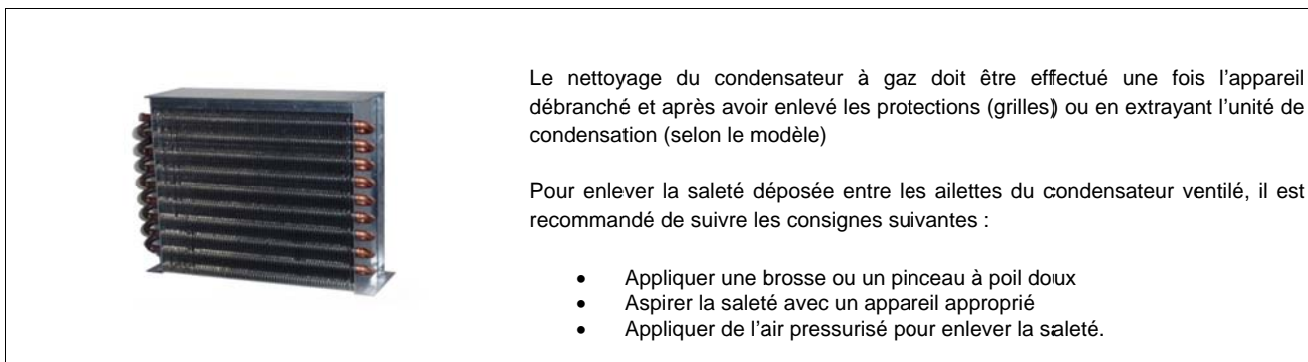 Le nettoyage du condensateur à gaz doit être effectué une fois l’appareil
débranché et après avoir enlevé les protections (grilles) ou en extrayant l’unité de
condensation (selon le modèle)
Pour enlever la saleté déposée entre les ailettes du condensateur ventilé, il est
recommandé de suivre les consignes suivantes :
• Appliquer une brosse ou un pinceau à poil doux
• Aspirer la saleté avec un appareil approprié
• Appliquer de l’air pressurisé pour enlever la saleté.